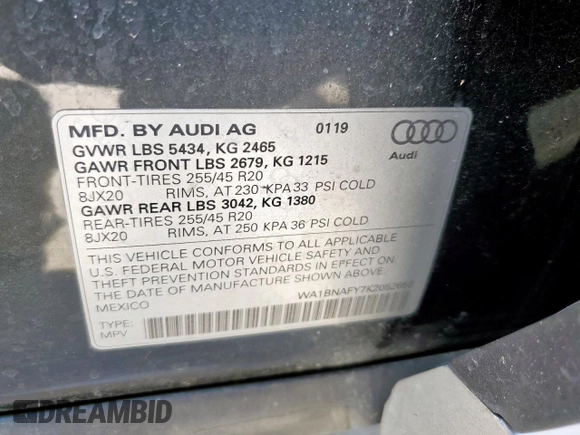 MFD. BY AUDI AG 0119
GVWR LBS 5434, KG 2465
GAWR FRONT LBS 2679, KG 1215
FRONT-TIRES 255/45 R20
8JX20 RIMS, AT 230 KPA 33 PSI COLD
GAWR REAR LBS 3042, KG 1380
REAR-TIRES 255/45 R20
8JX20 RIMS, AT 250 KPA 36 PSI COLD
THIS VEHICLE CONFORMS TO ALL APPLICABLE
U.S. FEDERAL MOTOR VEHICLE SAFETY AND
THEFT PREVENTION STANDARDS IN EFFECT ON
THE DATE OF MANUFACTURE SHOWN ABOVE.
MEXICO
TYPE:
MPV
Audi
DREAMBID